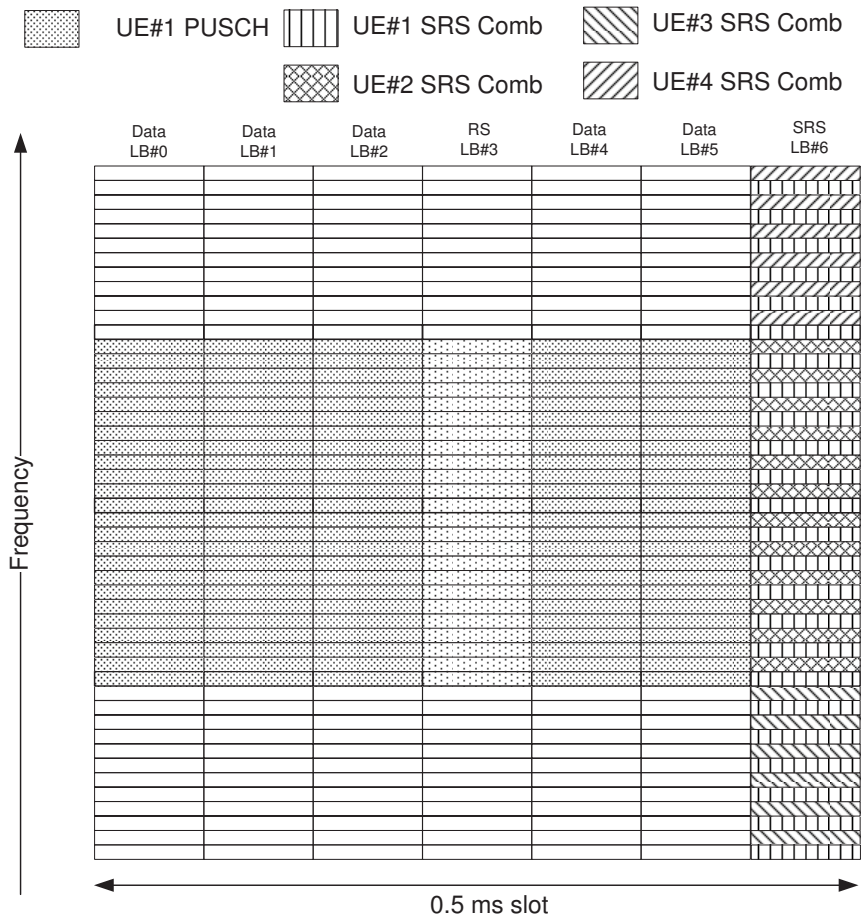 UE#1 PUSCH
UE#1 SRS Comb
UE#3 SRS Comb
UE#2 SRS Comb
UE#4 SRS Comb
Data
LB#0
Data
LB#1
Data
LB#2
RS
LB#3
Data
LB#4
Data
LB#5
SRS
LB#6
Frequency
0.5 ms slot